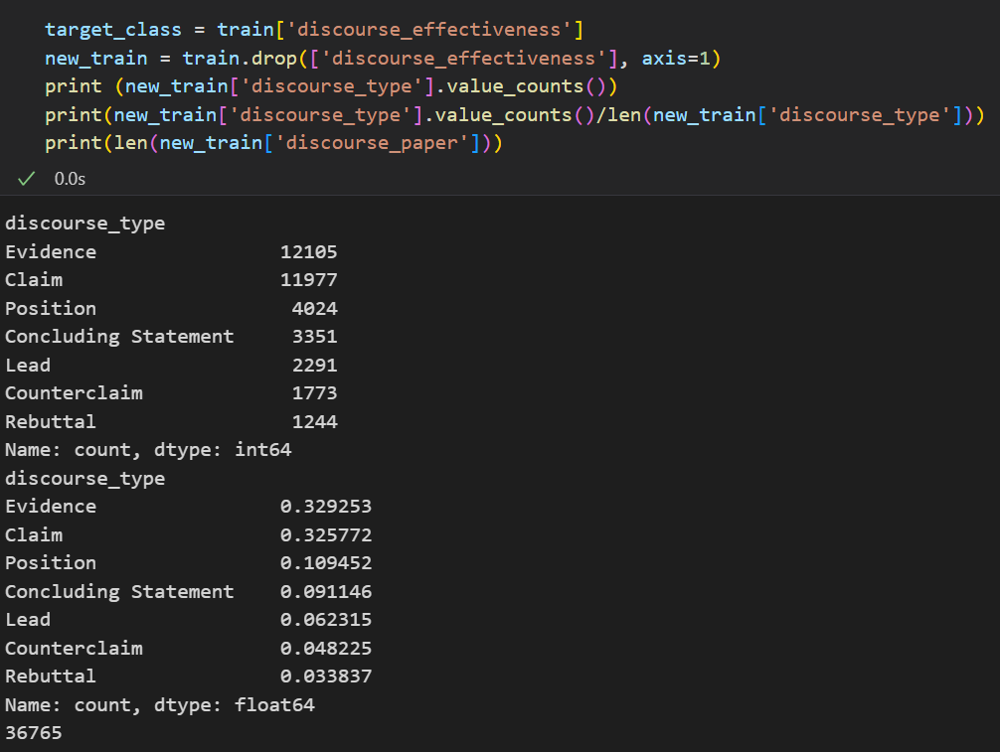 target_class = train['discourse_effectiveness']
new_train = train.drop(['discourse_effectiveness'], axis=1)
print (new_train['discourse_type'].value_counts())
print(new_train['discourse_type'].value_counts()/len(new_train['discourse_type']))
print(len(new_train['discourse_paper']))
0.0s
discourse_type
Evidence                12105
Claim                   11977
Position                 4024
Concluding Statement     3351
Lead                     2291
Counterclaim             1773
Rebuttal                 1244
Name: count, dtype: int64
discourse_type
Evidence                0.329253
Claim                   0.325772
Position                0.109452
Concluding Statement    0.091146
Lead                    0.062315
Counterclaim            0.048225
Rebuttal                0.033837
Name: count, dtype: float64
36765